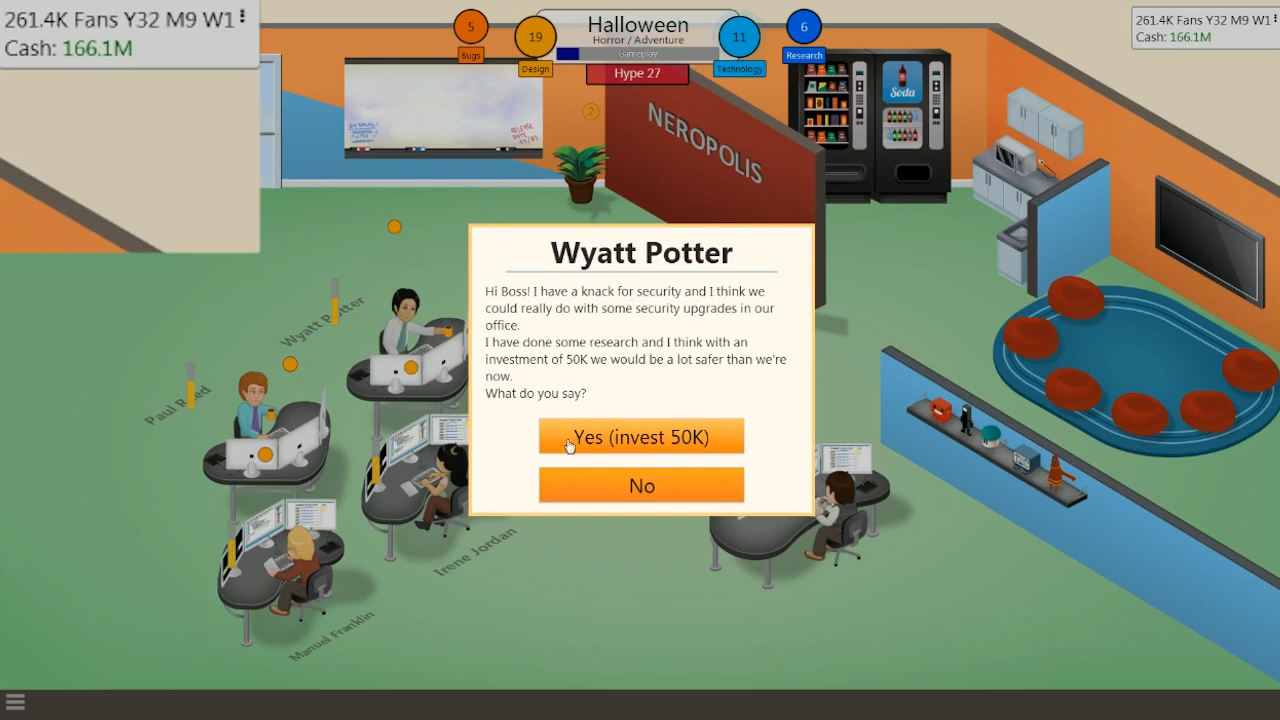 261.4K Fans Y32 M9 W1
Cash: 166.1M
5
Bugs
19
Design
Halloween
Horror / Adventure
Gameplay
Hype 27
11
Technology
6
Research
261.4K Fans Y32 M9 W1
Cash: 166.1M
2
NEROPOLIS
Soda
RELEASE
DATE
Wyatt Potter
Hi Boss! I have a knack for security and I think we
could really do with some security upgrades in our
office.
I have done some research and I think with an
investment of 50K we would be a lot safer than we're
now.
What do you say?
Yes (invest 50K)
No
Wyatt Potter
Irene Jordan
Manuel Franklin